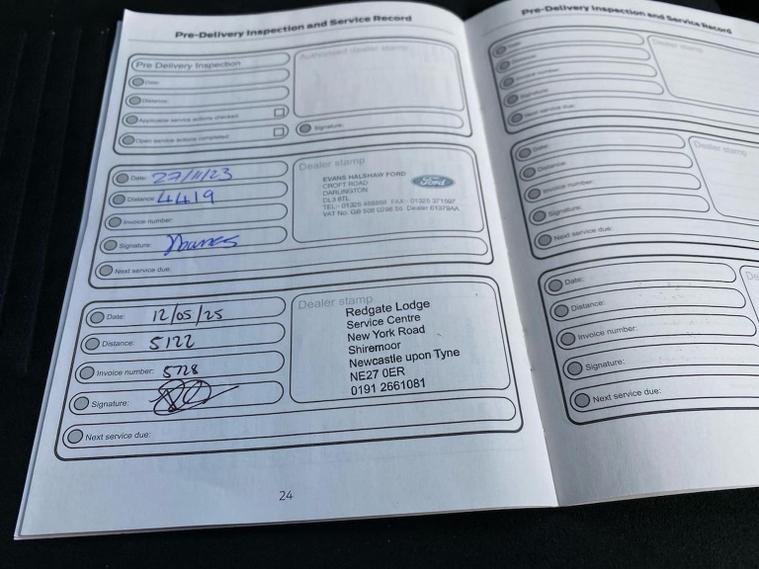 Pre-Delivery Inspection and Service Record
Pre Delivery Inspection
Date:
Distance:
Applicable service actions checked:
Open service actions completed:
Authorised dealer stamp
Signature:
Date: 27/11/23
Distance: 4419
Invoice number:
Signature:
Next service due:
Dealer stamp
EVANS HALSHAW FORD
CROFT ROAD
DARLINGTON
DL3 8TL
Ford
Date: 12/05/25
Distance: 5122
Invoice number: 5728
Signature:
Next service due:
Dealer stamp
Redgate Lodge
Service Centre
New York Road
Shiremoor
Newcastle upon Tyne
NE27 0ER
0191 2661081
24
Pre-Delivery Inspection and Service Record
Date:
Distance:
Invoice number:
Signature:
Next service due:
Dealer stamp
Date:
Distance:
Invoice number:
Signature:
Next service due:
Dealer stamp
Date:
Distance:
Invoice number:
Signature:
Next service due:
De